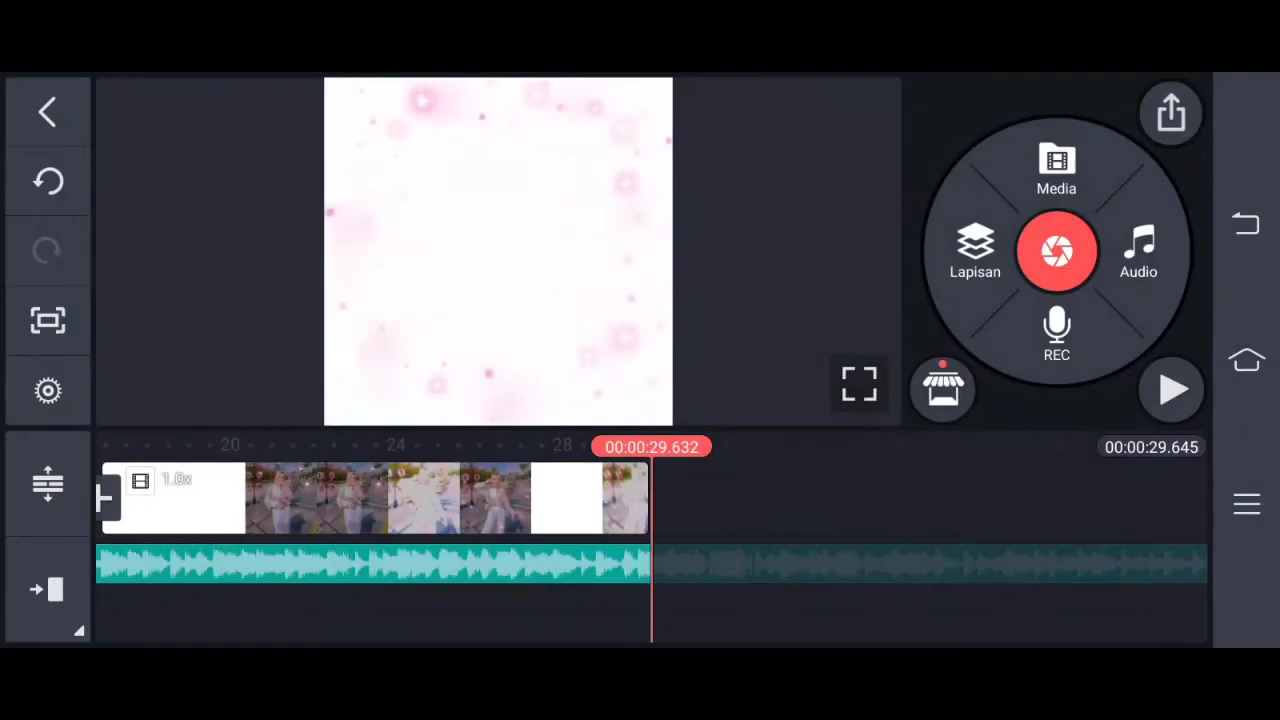 Media
Lapisan
Audio
REC
20
24
28
00:00:29.632
00:00:29.645
1.0x